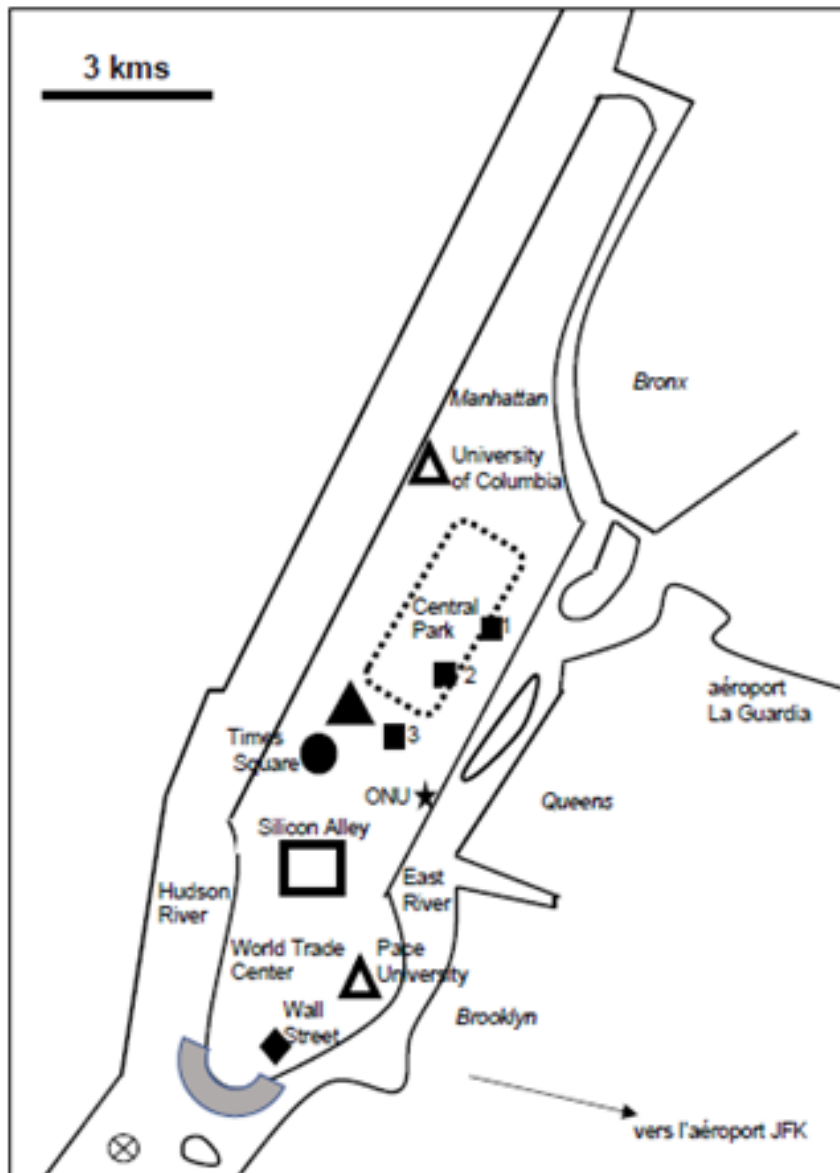 3 kms
Manhattan
Bronx
University
of Columbia
Central
Park
1
2
aéroport
La Guardia
3
Times
Square
ONU
Queens
Silicon Alley
East
River
Hudson
River
World Trade
Center
Pace
University
Wall
Street
Brooklyn
vers l'aéroport JFK